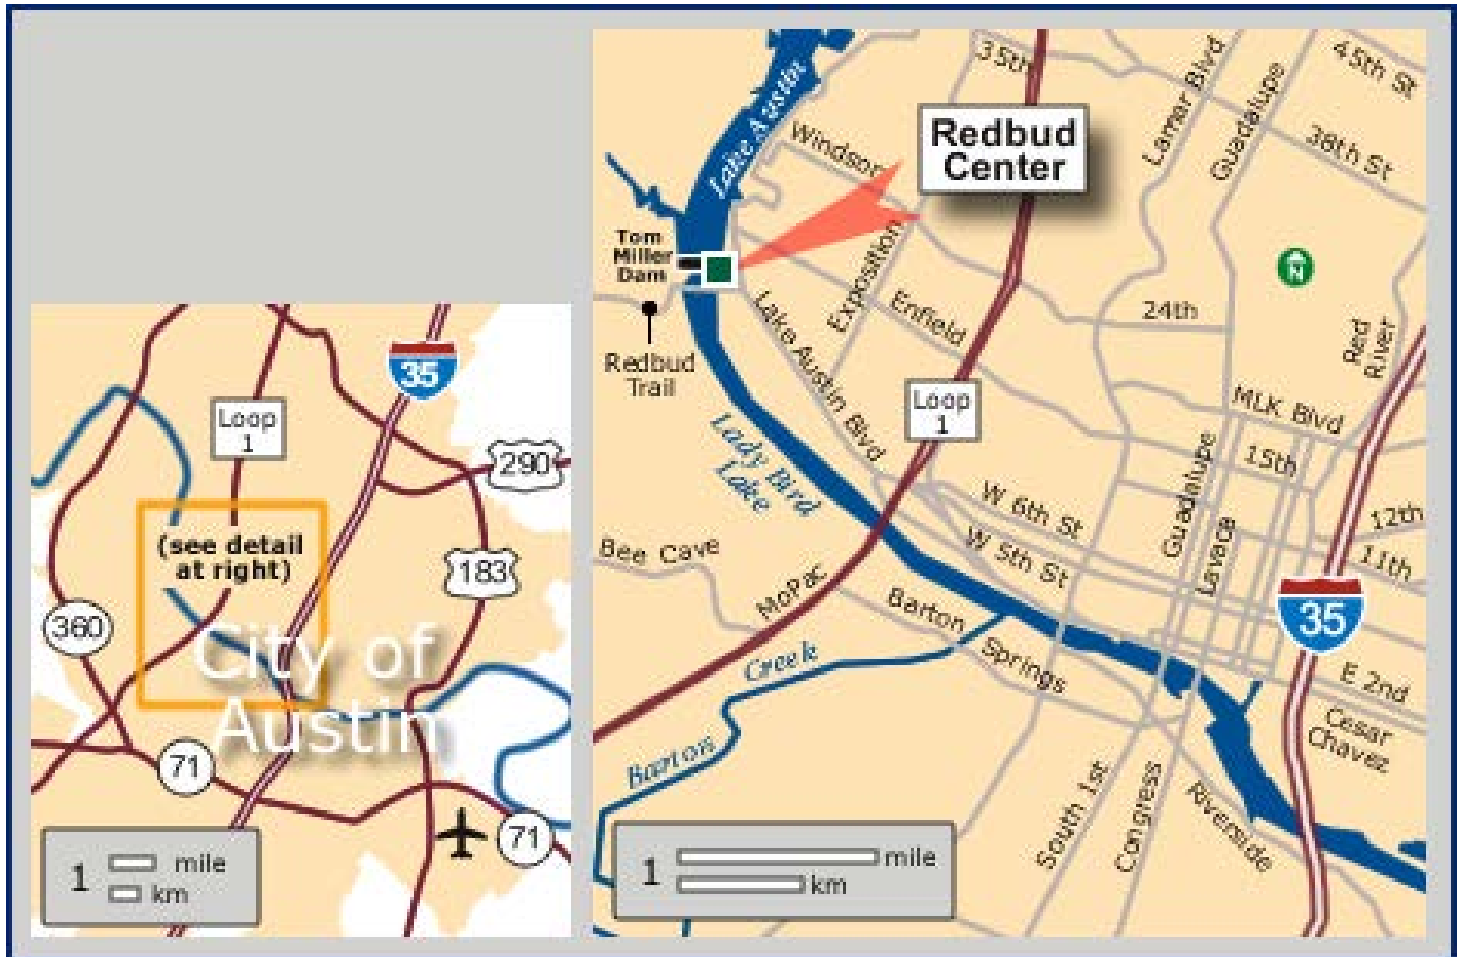 Loop
1
35
290
(see detail
at right)
183
360
City of
Austin
71
71
1
mile
km
35th
Lamar Blvd
Guadalupe
45th St
Lake Austin
Windsor
Redbud
Center
38th St
Tom
Miller
Dam
Exposition
Enfield
24th
Red
River
Redbud
Trail
Lake Austin Blvd
Loop
1
MLK Blvd
Lady Bird
Lake
15th
Guadalupe
W 6th St
12th
Lavaca
W 5th St
11th
Bee Cave
MoPac
Barton
Springs
35
Creek
Barton
E 2nd
Cesar
Chavez
South 1st
Congress
Riverside
1
mile
km